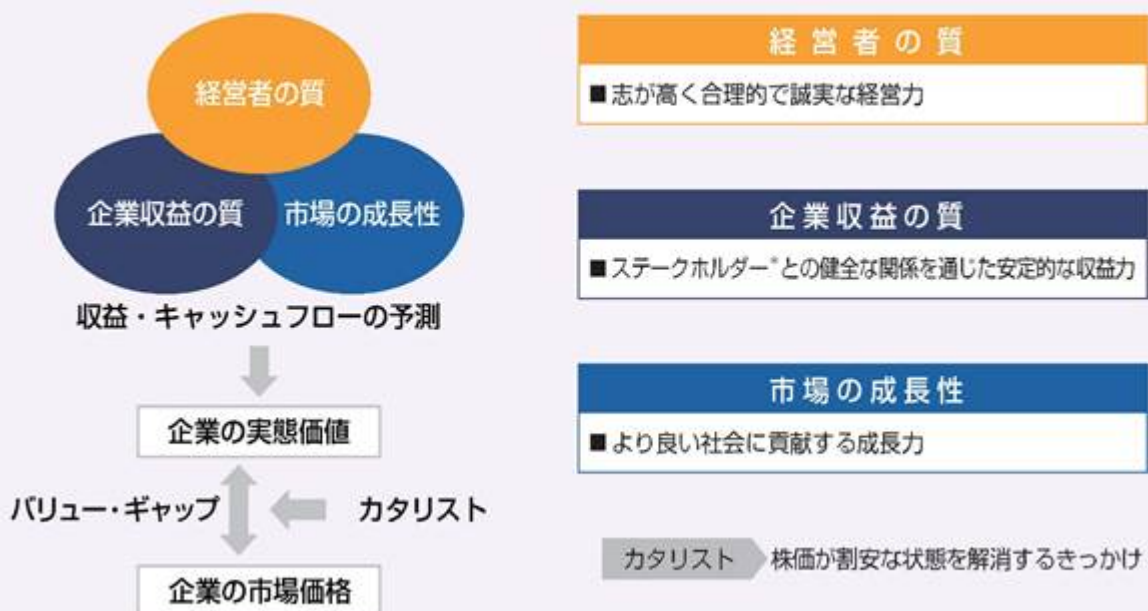 経営者の質
企業収益の質
市場の成長性
収益・キャッシュフローの予測
企業の実態価値
バリュー・ギャップ
カタリスト
企業の市場価格
経営者の質
■志が高く合理的で誠実な経営力
企業収益の質
■ステークホルダー*との健全な関係を通じた安定的な収益力
市場の成長性
■より良い社会に貢献する成長力
カタリスト 株価が割安な状態を解消するきっかけ